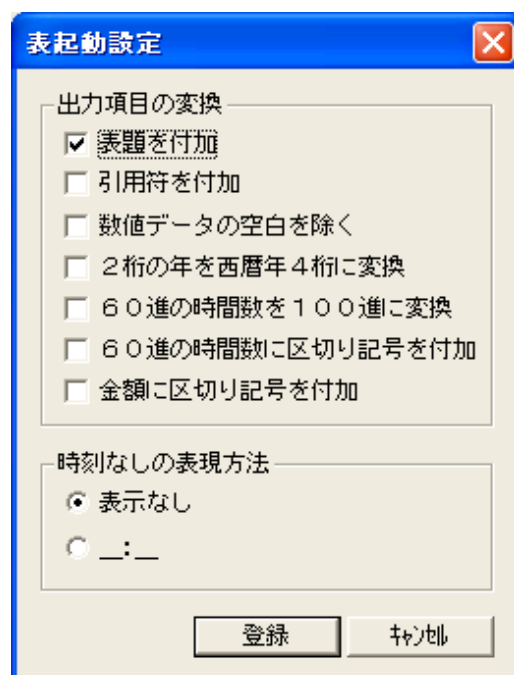 表起動設定
出力項目の変換
表題を付加
引用符を付加
数値データの空白を除く
２桁の年を西暦年４桁に変換
６０進の時間数を１００進に変換
６０進の時間数に区切り記号を付加
金額に区切り記号を付加
時刻なしの表現方法
表示なし
__:__
登録 ｷｬﾝｾﾙ